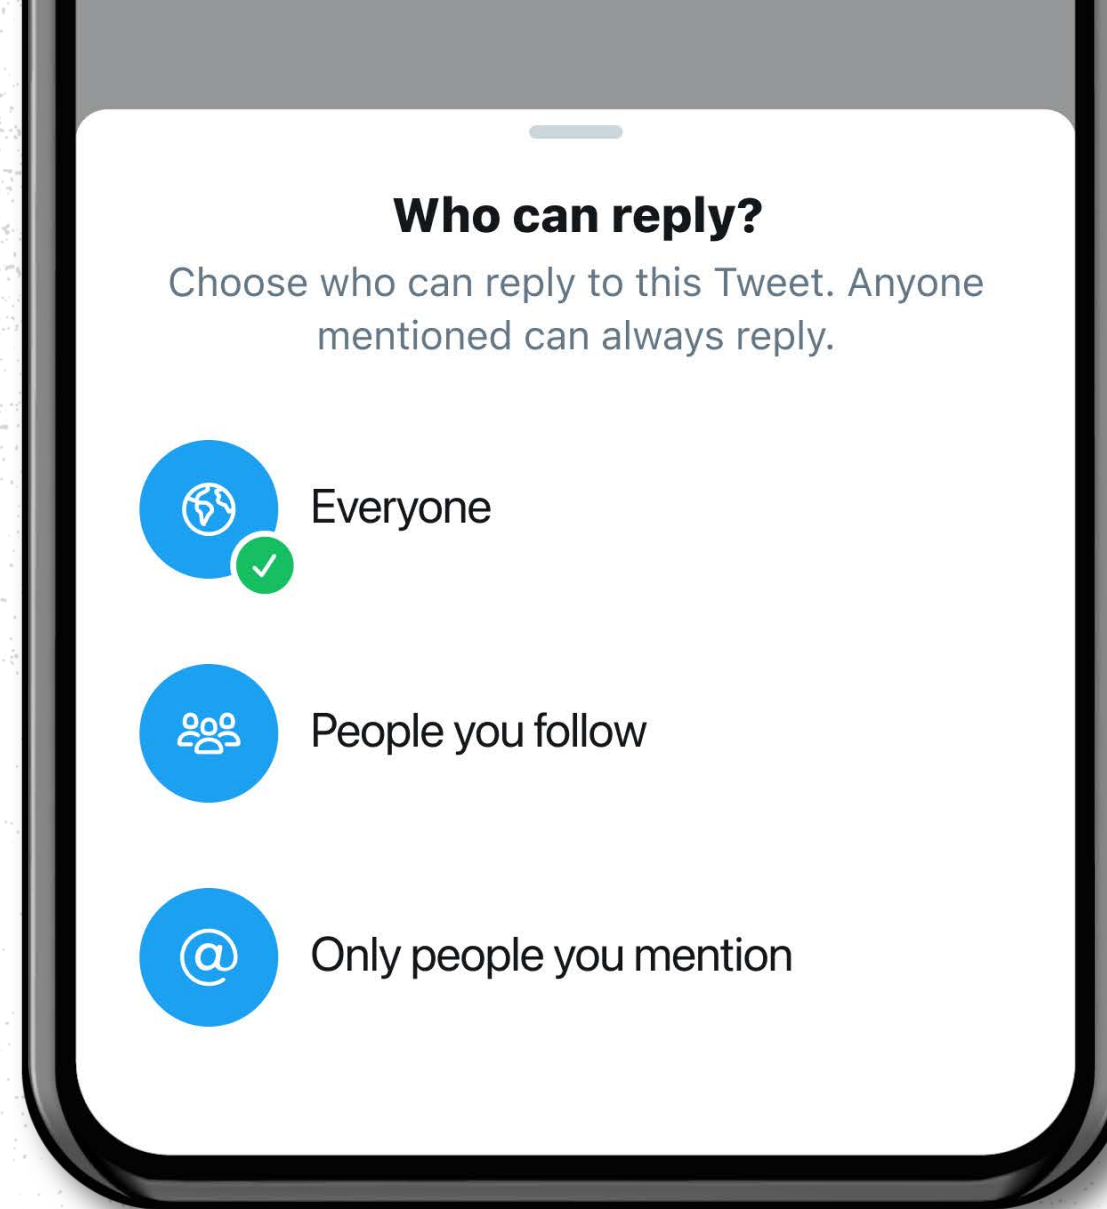 Who can reply?
Choose who can reply to this Tweet. Anyone
mentioned can always reply.
Everyone
People you follow
@ Only people you mention